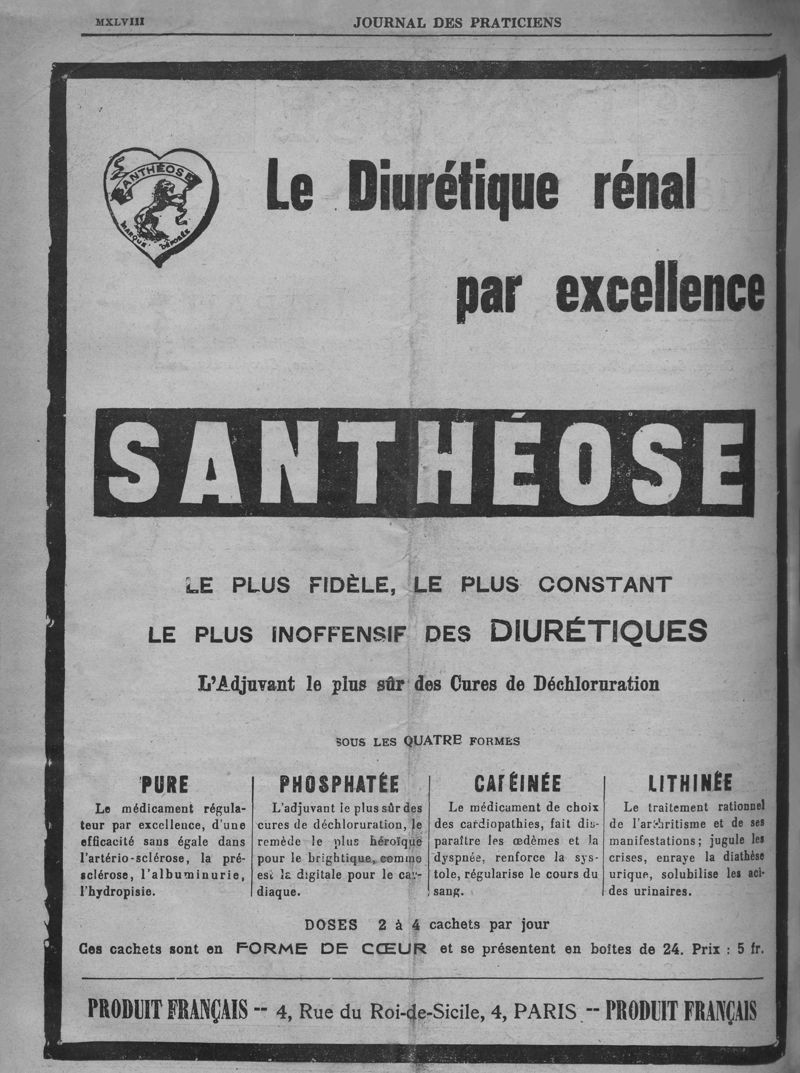 MXLVIII JOURNAL DES PRATICIENS
SANTHÉOSE
MARQUE DÉPOSÉE
Le Diurétique rénal
par excellence
SANTHÉOSE
LE PLUS FIDÈLE, LE PLUS CONSTANT
LE PLUS INOFFENSIF DES DIURÉTIQUES
L'Adjuvant le plus sûr des Cures de Déchloruration
SOUS LES QUATRE FORMES
PURE
Le médicament régula-
teur par excellence, d'une
efficacité sans égale dans
l'artério-sclérose, la pré-
sclérose, l'albuminurie,
l'hydropisie.
PHOSPHATÉE
L'adjuvant le plus sûr des
cures de déchloruration, le
remède le plus héroïque
pour le brightique, comme
est la digitale pour le car-
diaque.
CAFÉINÉE
Le médicament de choix
des cardiopathies, fait dis-
paraître les œdèmes et la
dyspnée, renforce la sys-
tole, régularise le cours du
sang.
LITHINÉE
Le traitement rationnel
de l'arthritisme et de ses
manifestations; jugule les
crises, enraye la diathèse
urique, solubilise les aci-
des urinaires.
DOSES 2 à 4 cachets par jour
Ces cachets sont en FORME DE CŒUR et se présentent en boîtes de 24. Prix : 5 fr.
PRODUIT FRANÇAIS -- 4, Rue du Roi-de-Sicile, 4, PARIS -- PRODUIT FRANÇAIS